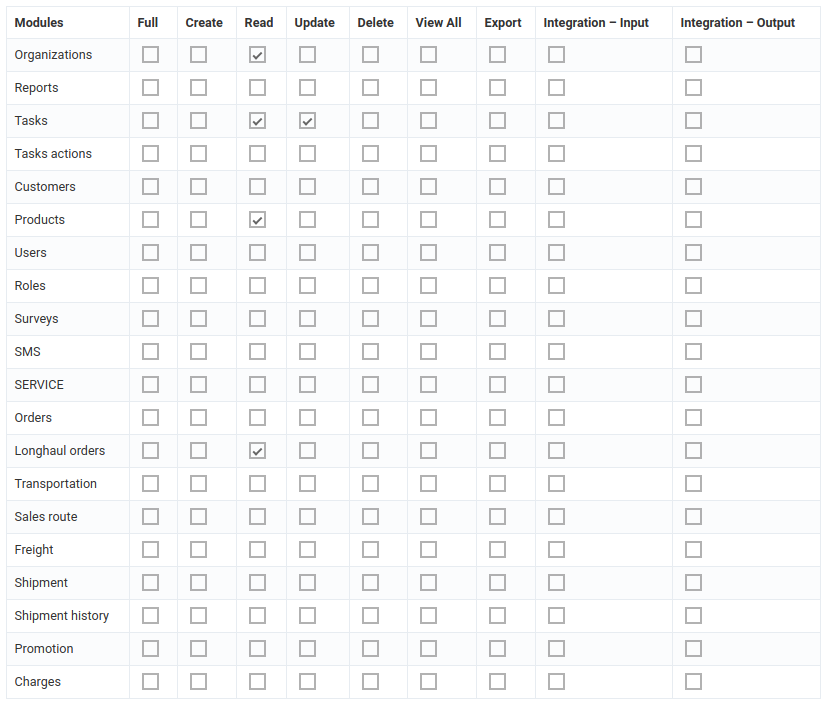 Modules Full Create Read Update Delete View All Export Integration – Input Integration – Output
Organizations
Reports
Tasks
Tasks actions
Customers
Products
Users
Roles
Surveys
SMS
SERVICE
Orders
Longhaul orders
Transportation
Sales route
Freight
Shipment
Shipment history
Promotion
Charges